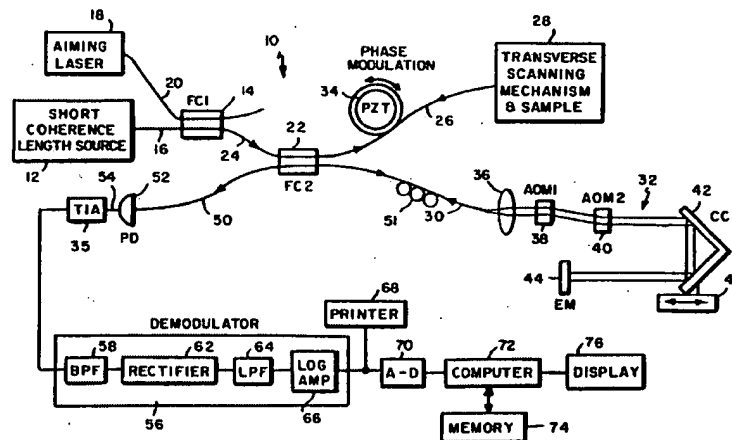 18
AIMING
LASER
20
FC1
14
10
PHASE
MODULATION
34
PZT
26
28
TRANSVERSE
SCANNING
MECHANISM
& SAMPLE
SHORT
COHERENCE
LENGTH SOURCE
12
16
24
22
FC2
54
52
TIA
35
PD
50
51
30
36
AOM1
38
AOM2
40
32
42
CC
44
EM
4
DEMODULATOR
58
BPF
62
RECTIFIER
64
LPF
LOG
AMP
66
56
68
PRINTER
70
A-D
72
COMPUTER
76
DISPLAY
MEMORY
74